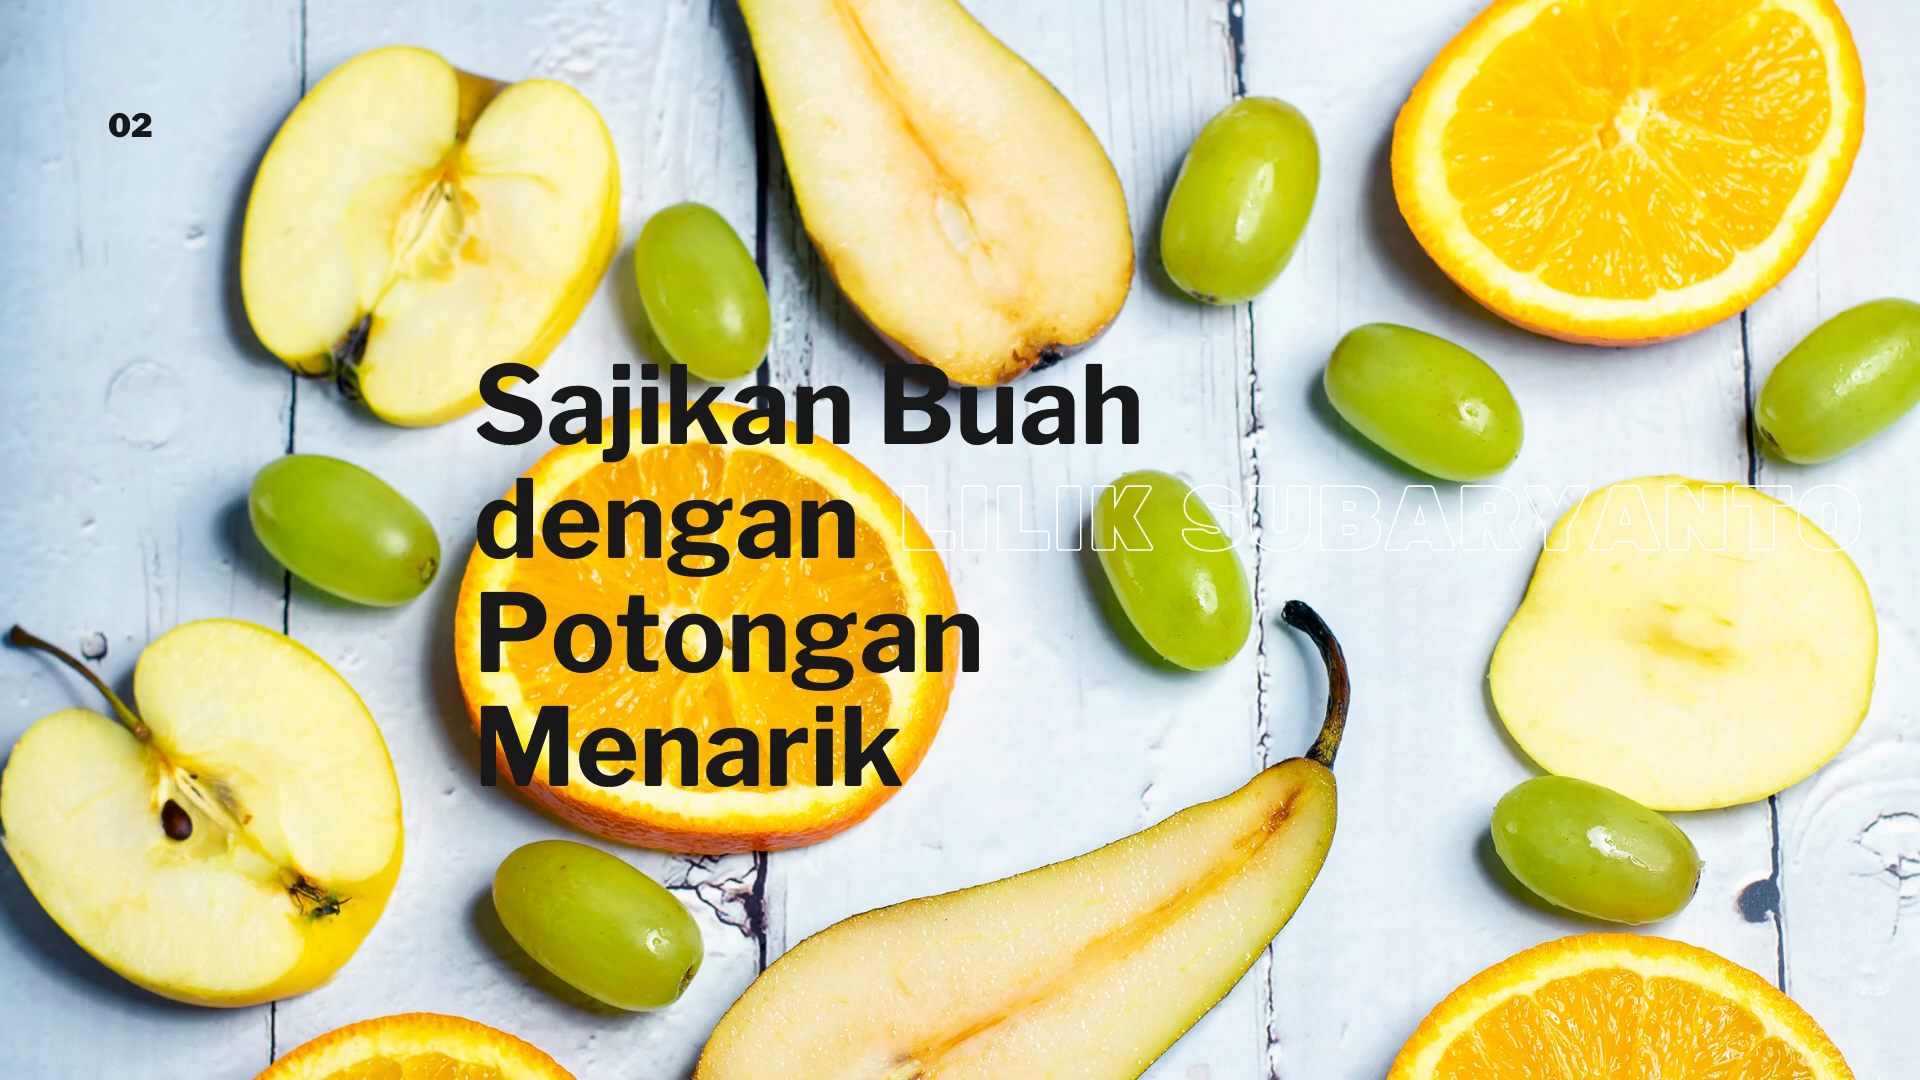 02
Sajikan Buah
dengan
LILIK SUBARYANTO
Potongan
Menarik